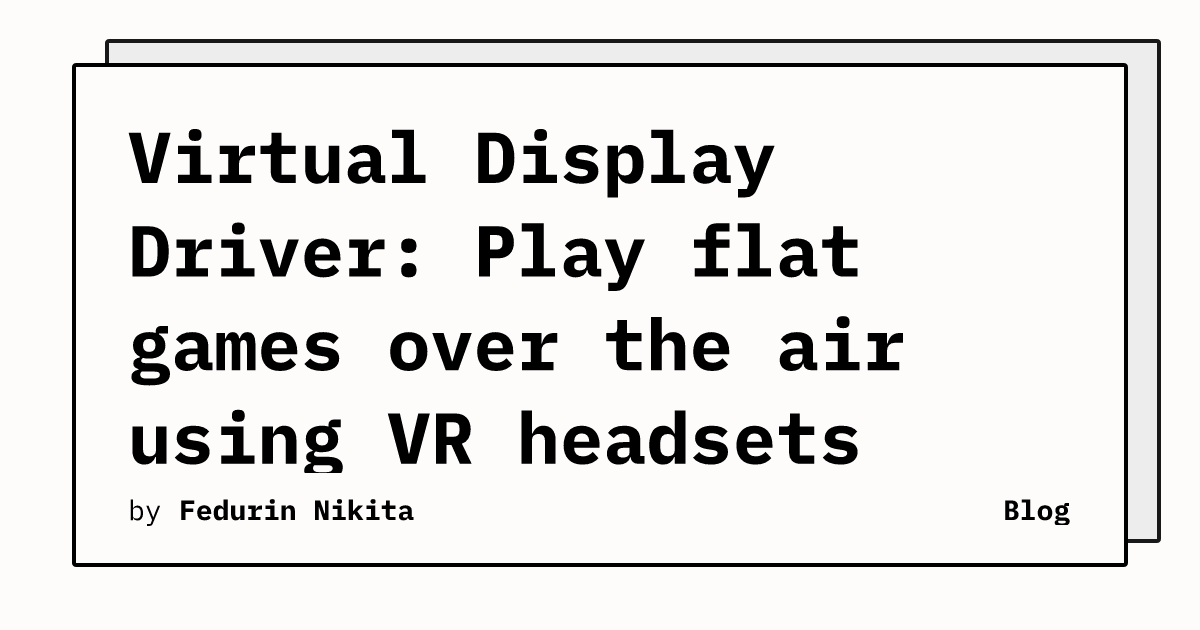 Virtual Display
Driver: Play flat
games over the air
using VR headsets
by Fedurin Nikita
Blog